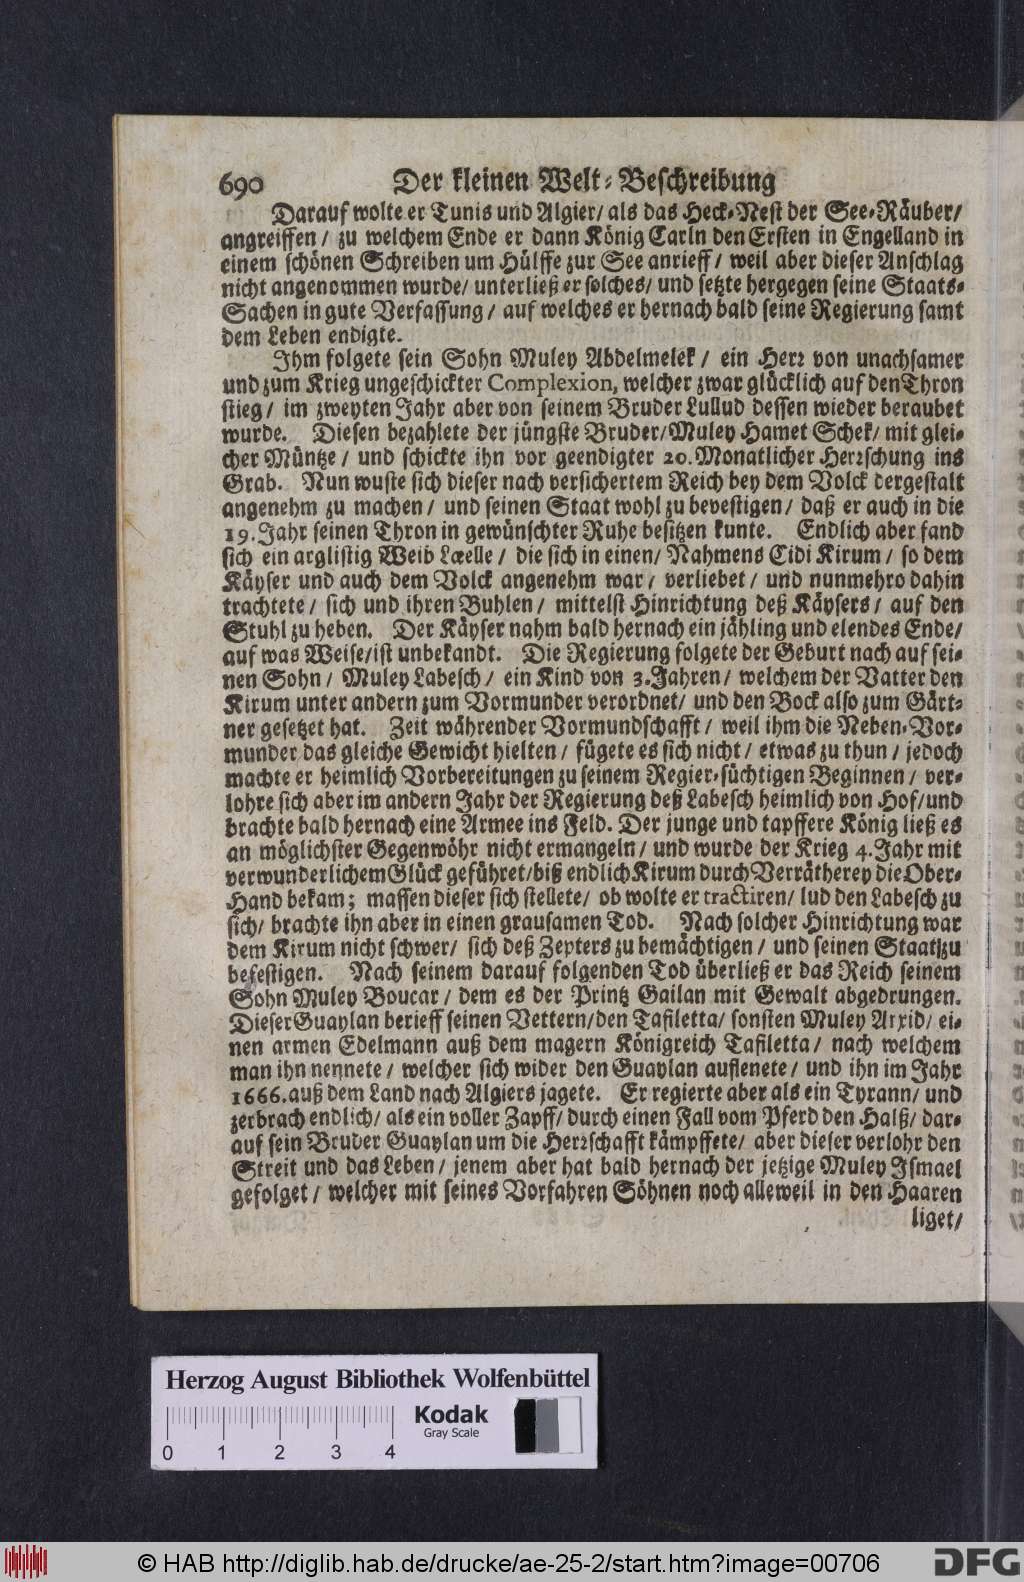 690 Der kleinen Welt-Beschreibung
Darauf wolte er Tunis und Algier/ als das Heck-Nest der See-Räuber/
angreiffen/ zu welchem Ende er dann König Carln den Ersten in Engelland in
einem schönen Schreiben um Hülffe zur See anrieff/ weil aber dieser Anschlag
nicht angenommen wurde/ unterließ er solches/ und setzte hergegen seine Staats-
Sachen in gute Verfassung/ auf welches er hernach bald seine Regierung samt
dem Leben endigte.
Ihm folgete sein Sohn Muley Abdelmelek/ ein Herr von unachsamer
und zum Krieg ungeschickter Complexion, welcher zwar glücklich auf den Thron
stieg/ im zweyten Jahr aber von seinem Bruder Lullud dessen wieder beraubet
wurde. Diesen bezahlete der jüngste Bruder/ Muley Hamet Schek/ mit glei-
cher Müntze/ und schickte ihn vor geendigter 20. Monatlicher Herrschung ins
Grab. Nun wuste sich dieser nach versichertem Reich bey dem Volck dergestalt
angenehm zu machen/ und seinen Staat wohl zu bevestigen/ daß er auch in die
19. Jahr seinen Thron in gewünschter Ruhe besitzen kunte. Endlich aber fand
sich ein arglistig Weib Lœlle/ die sich in einen/ Nahmens Cidi Kirum/ so dem
Käyser und auch dem Volck angenehm war/ verliebet/ und nunmehro dahin
trachtete/ sich und ihren Buhlen/ mittelst Hinrichtung deß Käysers/ auf den
Stuhl zu heben. Der Käyser nahm bald hernach ein jähling und elendes Ende/
auf was Weise/ ist unbekandt. Die Regierung folgete der Geburt nach auf sei-
nen Sohn/ Muley Labesch/ ein Kind von 3. Jahren/ welchem der Vatter den
Kirum unter andern zum Vormunder verordnet/ und den Bock also zum Gärt-
ner gesetzet hat. Zeit währender Vormundschafft/ weil ihm die Neben-Vor-
munder das gleiche Gewicht hielten/ fügete es sich nicht/ etwas zu thun/ jedoch
machte er heimlich Vorbereitungen zu seinem Regier-süchtigen Beginnen/ ver-
lohre sich aber im andern Jahr der Regierung deß Labesch heimlich von Hof/ und
brachte bald hernach eine Armee ins Feld. Der junge und tapffere König ließ es
an möglichster Gegenwöhr nicht ermangeln/ und wurde der Krieg 4. Jahr mit
verwunderlichem Glück geführet/ biß endlich Kirum durch Verrätherey die Ober-
Hand bekam; massen dieser sich stellete/ ob wolte er tractiren/ lud den Labesch zu
sich/ brachte ihn aber in einen grausamen Tod. Nach solcher Hinrichtung war
dem Kirum nicht schwer/ sich deß Zepters zu bemächtigen/ und seinen Staat zu
befestigen. Nach seinem darauf folgenden Tod überließ er das Reich seinem
Sohn Muley Boucar/ dem es der Printz Gailan mit Gewalt abgedrungen.
Dieser Guaylan berieff seinen Vettern/ den Tafiletta/ sonsten Muley Arxid/ ei-
nen armen Edelmann auß dem magern Königreich Tafiletta/ nach welchem
man ihn nennete/ welcher sich wider den Guaylan auflenete/ und ihn im Jahr
1666. auß dem Land nach Algiers jagete. Er regierte aber als ein Tyrann/ und
zerbrach endlich/ als ein voller Zapff/ durch einen Fall vom Pferd den Halß/ dar-
auf sein Bruder Guaylan um die Herrschafft kämpffete/ aber dieser verlohr den
Streit und das Leben/ jenem aber hat bald hernach der jetzige Muley Ismael
gefolget/ welcher mit seines Vorfahren Söhnen noch alleweil in den Haaren
liget/
Herzog August Bibliothek Wolfenbüttel
Kodak
Gray Scale
0 1 2 3 4
© HAB http://diglib.hab.de/drucke/ae-25-2/start.htm?image=00706
DFG